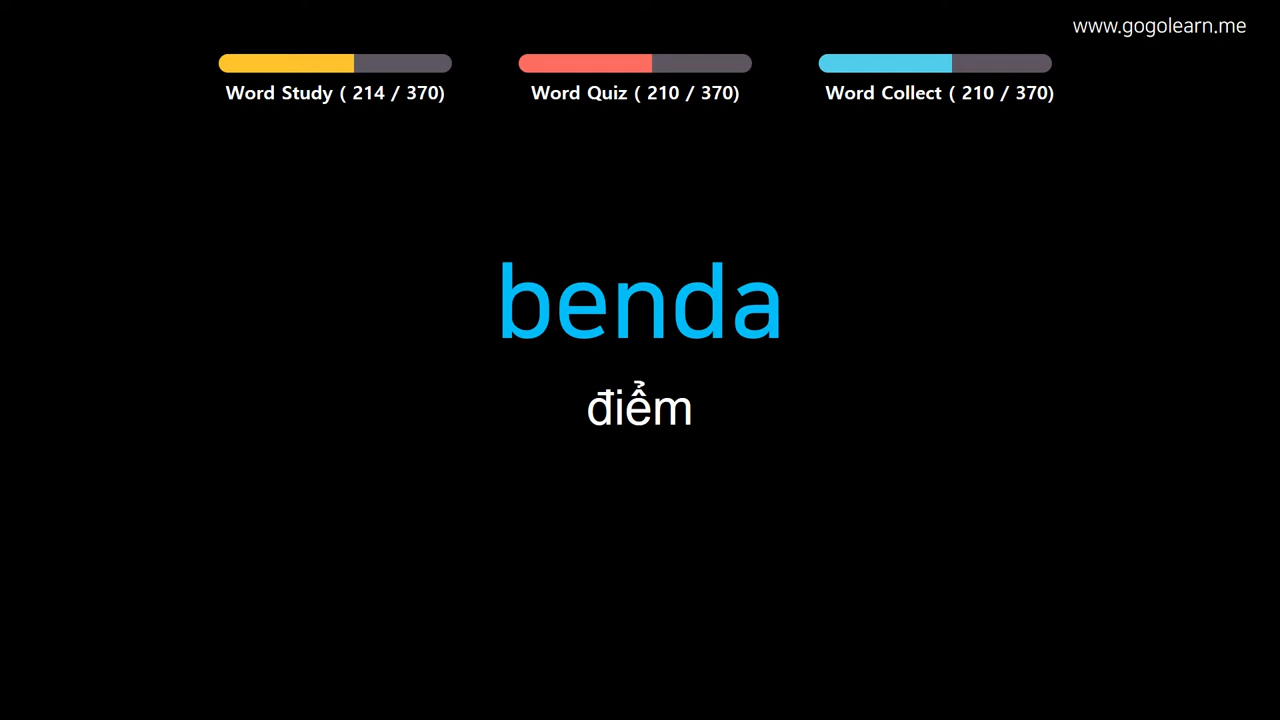 www.gogolearn.me
Word Study ( 214 / 370)
Word Quiz ( 210 / 370)
Word Collect ( 210 / 370)
benda
điểm